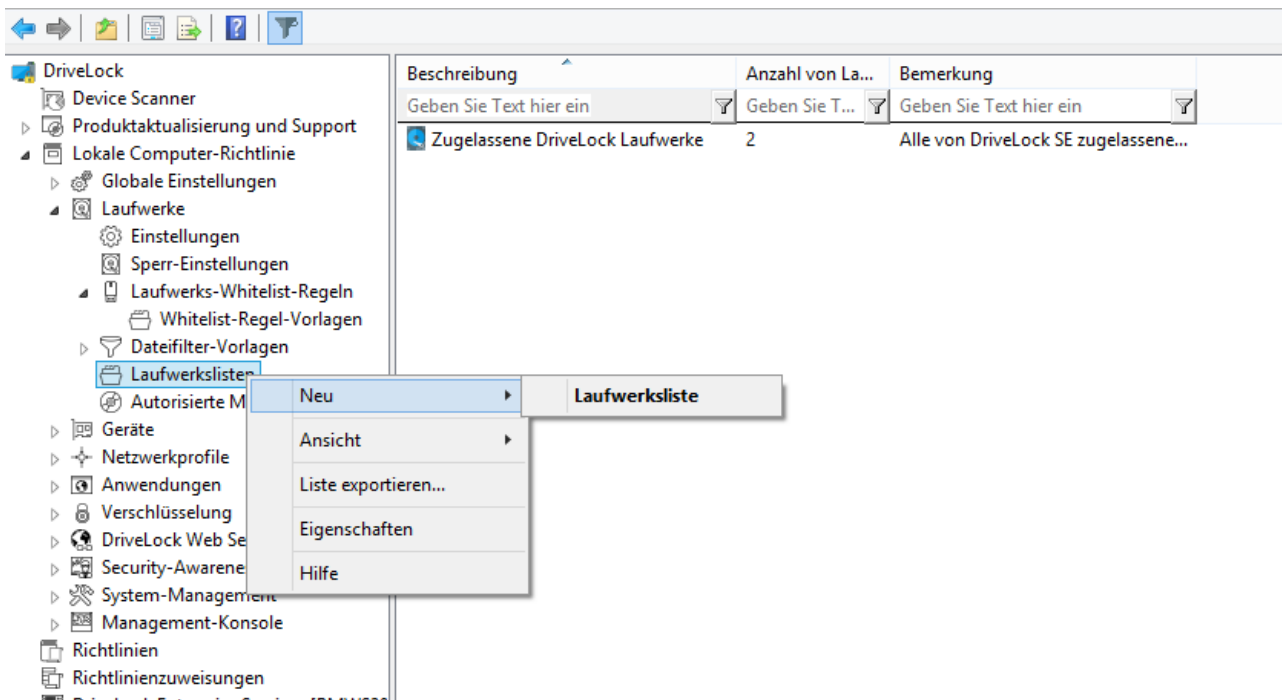 DriveLock
Device Scanner
Produktaktualisierung und Support
Lokale Computer-Richtlinie
Globale Einstellungen
Laufwerke
Einstellungen
Sperr-Einstellungen
Laufwerks-Whitelist-Regeln
Whitelist-Regel-Vorlagen
Dateifilter-Vorlagen
Laufwerkslisten
Autorisierte M
Geräte
Netzwerkprofile
Anwendungen
Verschlüsselung
DriveLock Web Se
Security-Awarene
System-Management
Management-Konsole
Richtlinien
Richtlinienzuweisungen
Neu
Laufwerksliste
Ansicht
Liste exportieren...
Eigenschaften
Hilfe
Beschreibung Anzahl von La... Bemerkung
Geben Sie Text hier ein Geben Sie T... Geben Sie Text hier ein
Zugelassene DriveLock Laufwerke 2 Alle von DriveLock SE zugelassene...